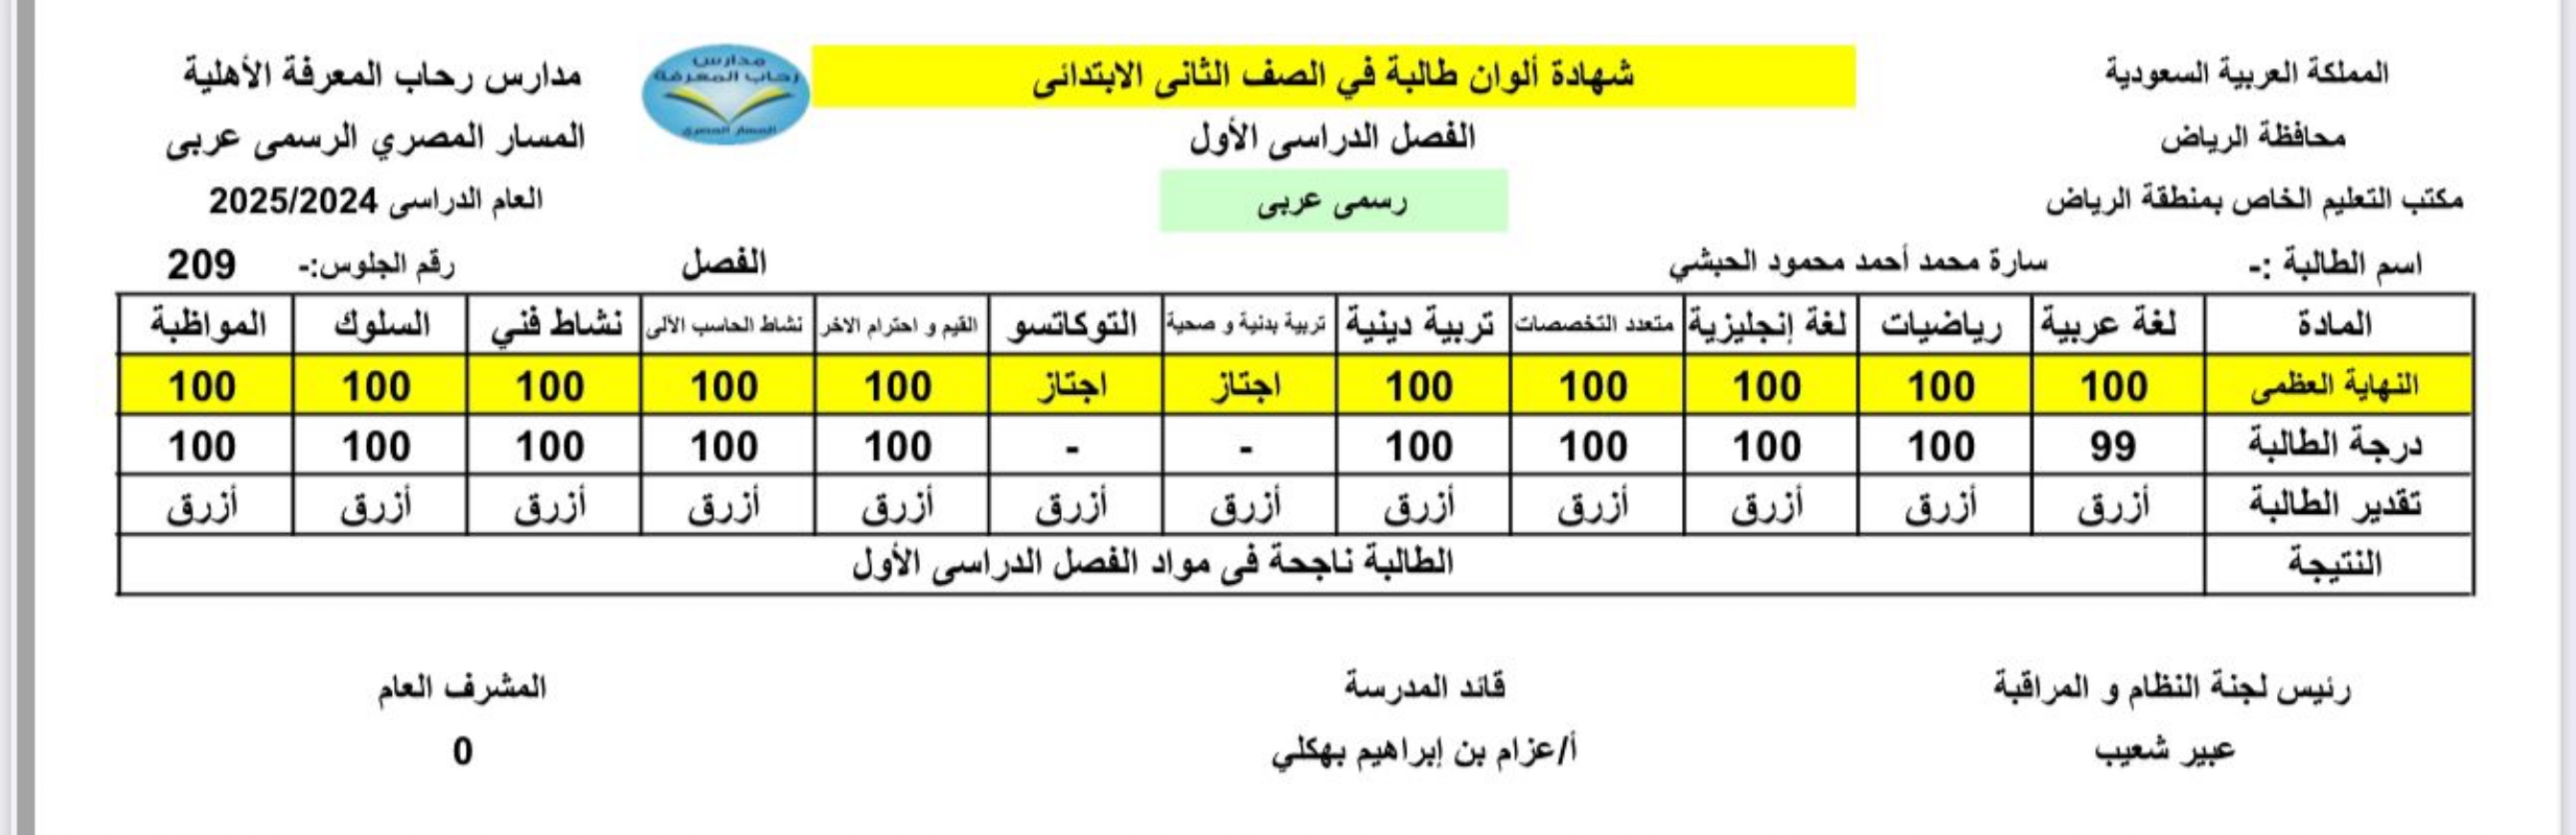 المملكة العربية السعودية
شهادة ألوان طالبة في الصف الثانى الابتدائى
مدارس رحاب المعرفة
المسار المصري
مدارس رحاب المعرفة الأهلية
محافظة الرياض
الفصل الدراسى الأول
المسار المصري الرسمى عربى
مكتب التعليم الخاص بمنطقة الرياض
رسمى عربى
العام الدراسى 2025/2024
اسم الطالبة :- سارة محمد أحمد محمود الحبشي الفصل رقم الجلوس:- 209
المادة لغة عربية رياضيات لغة إنجليزية متعدد التخصصات تربية دينية تربية بدنية و صحية التوكاتسو القيم و احترام الاخر نشاط الحاسب الآلى نشاط فني السلوك المواظبة
النهاية العظمى 100 100 100 100 100 اجتاز اجتاز 100 100 100 100 100
درجة الطالبة 99 100 100 100 100 - - 100 100 100 100 100
تقدير الطالبة أزرق أزرق أزرق أزرق أزرق أزرق أزرق أزرق أزرق أزرق أزرق أزرق
النتيجة الطالبة ناجحة فى مواد الفصل الدراسى الأول
رئيس لجنة النظام و المراقبة قائد المدرسة المشرف العام
عبير شعيب أ/عزام بن إبراهيم بهكلي 0